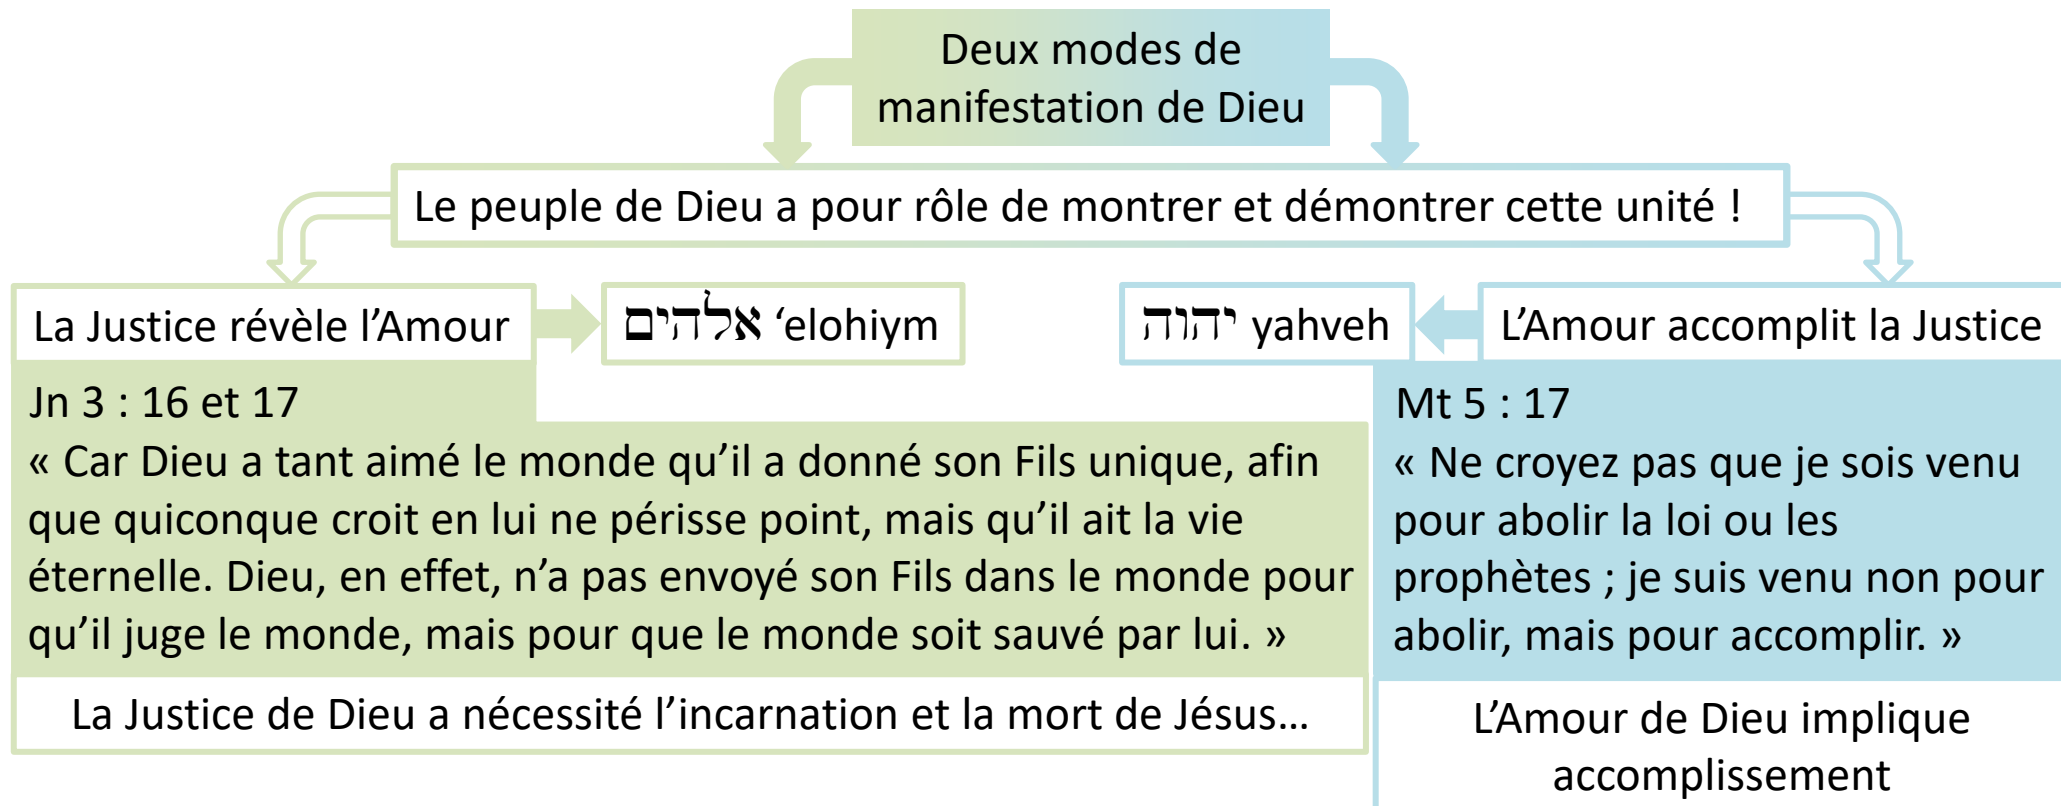 Deux modes de
manifestation de Dieu
Le peuple de Dieu a pour rôle de montrer et démontrer cette unité !
La Justice révèle l’Amour
אלהים ‘elohiym
יהוה yahveh
L’Amour accomplit la Justice
Jn 3 : 16 et 17
« Car Dieu a tant aimé le monde qu’il a donné son Fils unique, afin
que quiconque croit en lui ne périsse point, mais qu’il ait la vie
éternelle. Dieu, en effet, n’a pas envoyé son Fils dans le monde pour
qu’il juge le monde, mais pour que le monde soit sauvé par lui. »
La Justice de Dieu a nécessité l’incarnation et la mort de Jésus…
Mt 5 : 17
« Ne croyez pas que je sois venu
pour abolir la loi ou les
prophètes ; je suis venu non pour
abolir, mais pour accomplir. »
L’Amour de Dieu implique
accomplissement